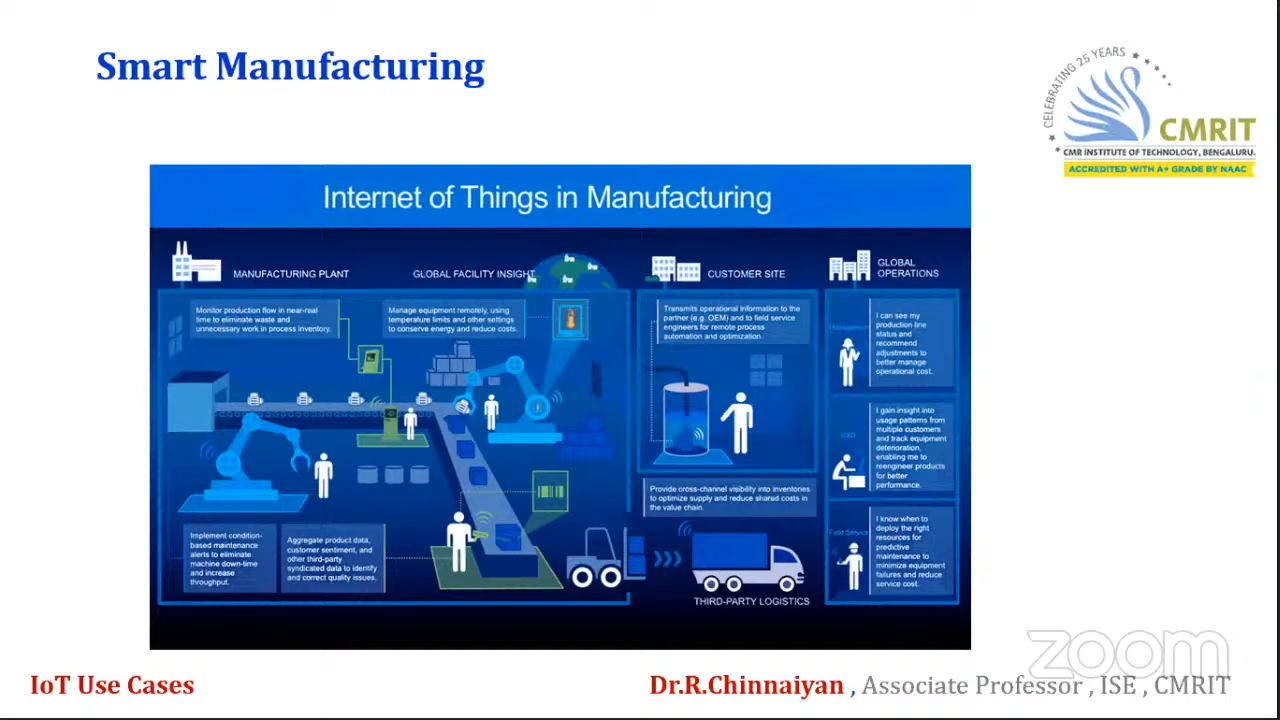 Smart Manufacturing
CELEBRATING 25 YEARS
CMRIT
CMR INSTITUTE OF TECHNOLOGY, BENGALURU.
ACCREDITED WITH A+ GRADE BY NAAC
Internet of Things in Manufacturing
MANUFACTURING PLANT
GLOBAL FACILITY INSIGHT
CUSTOMER SITE
GLOBAL
OPERATIONS
Monitor production flow in near-real
time to eliminate waste and
unnecessary work in process inventory.
Manage equipment remotely, using
temperature limits and other settings
to conserve energy and reduce costs.
Transmits operational information to the
partner (e.g. OEM) and to field service
engineers for remote process
automation and optimization.
Management
I can see my
production line
status and
recommend
adjustments to
better manage
operational cost.
R&D
I gain insight into
usage patterns from
multiple customers
and track equipment
deterioration,
enabling me to
reengineer products
for better
performance.
Provide cross-channel visibility into inventories
to optimize supply and reduce shared costs in
the value chain.
Field Service
I know when to
deploy the right
resources for
predictive
maintenance to
minimize equipment
failures and reduce
service cost.
Implement condition-
based maintenance
alerts to eliminate
machine down-time
and increase
throughput.
Aggregate product data,
customer sentiment, and
other third-party
syndicated data to identify
and correct quality issues.
THIRD-PARTY LOGISTICS
zoom
IoT Use Cases
Dr.R.Chinnaiyan , Associate Professor , ISE , CMRIT